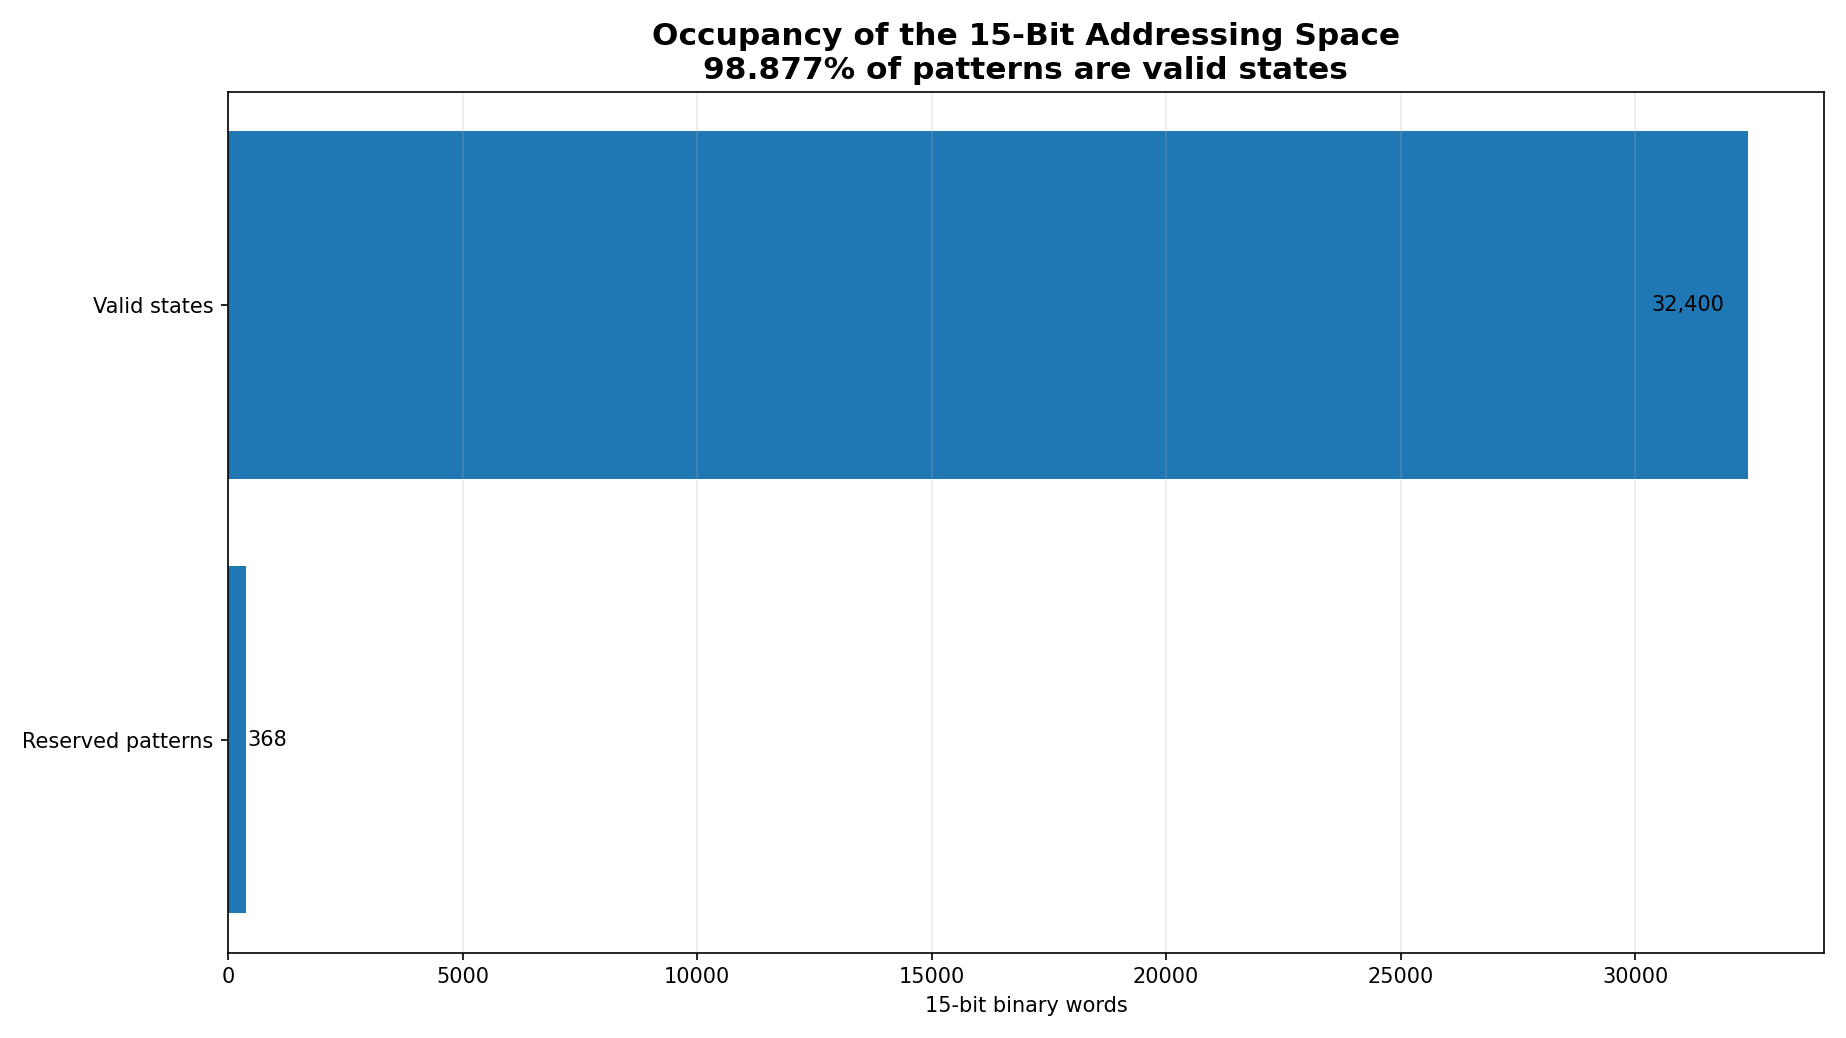 Occupancy of the 15-Bit Addressing Space
98.877% of patterns are valid states
Valid states
32,400
Reserved patterns
368
0 5000 10000 15000 20000 25000 30000
15-bit binary words